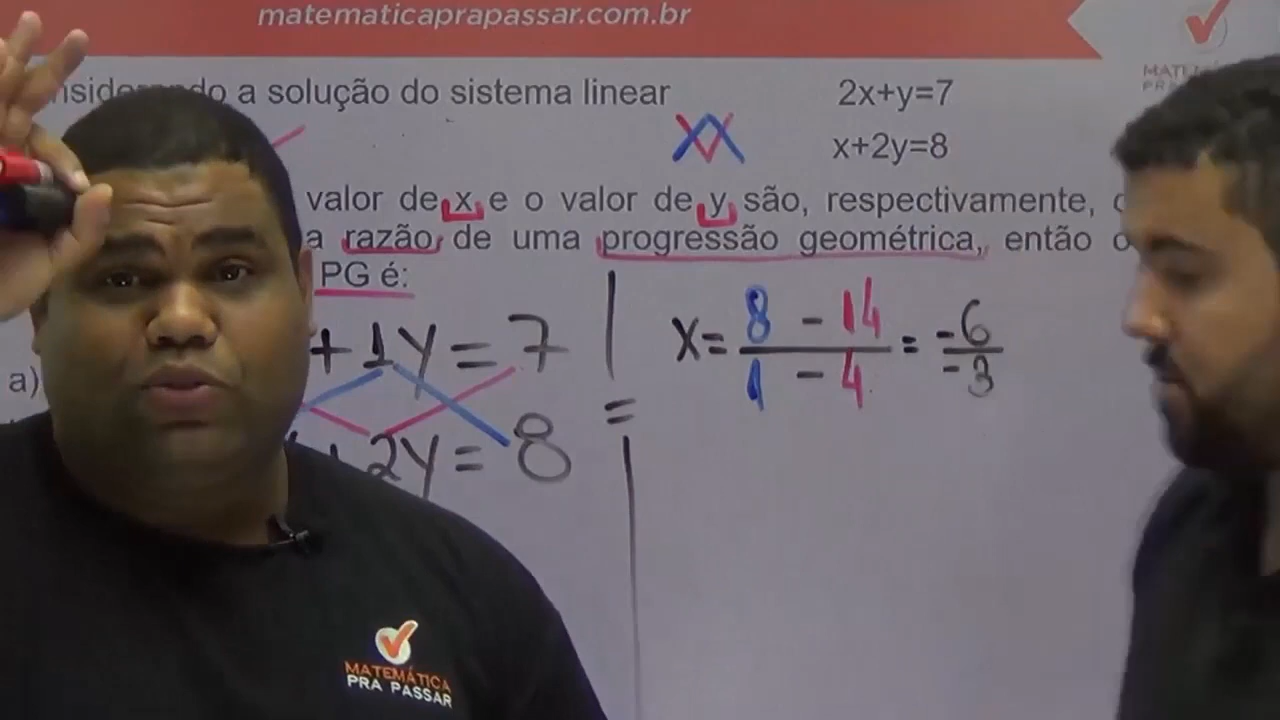 matematicaprapassar.com.br
a solução do sistema linear 2x+y=7
x+2y=8
valor de x e o valor de y são, respectivamente,
a razão de uma progressão geométrica, então
PG é:
a)
+ 1y = 7
+ 2y = 8
=
x = 8 - 14 = -6
1 - 4 -3
MATEMÁTICA
PRA PASSAR